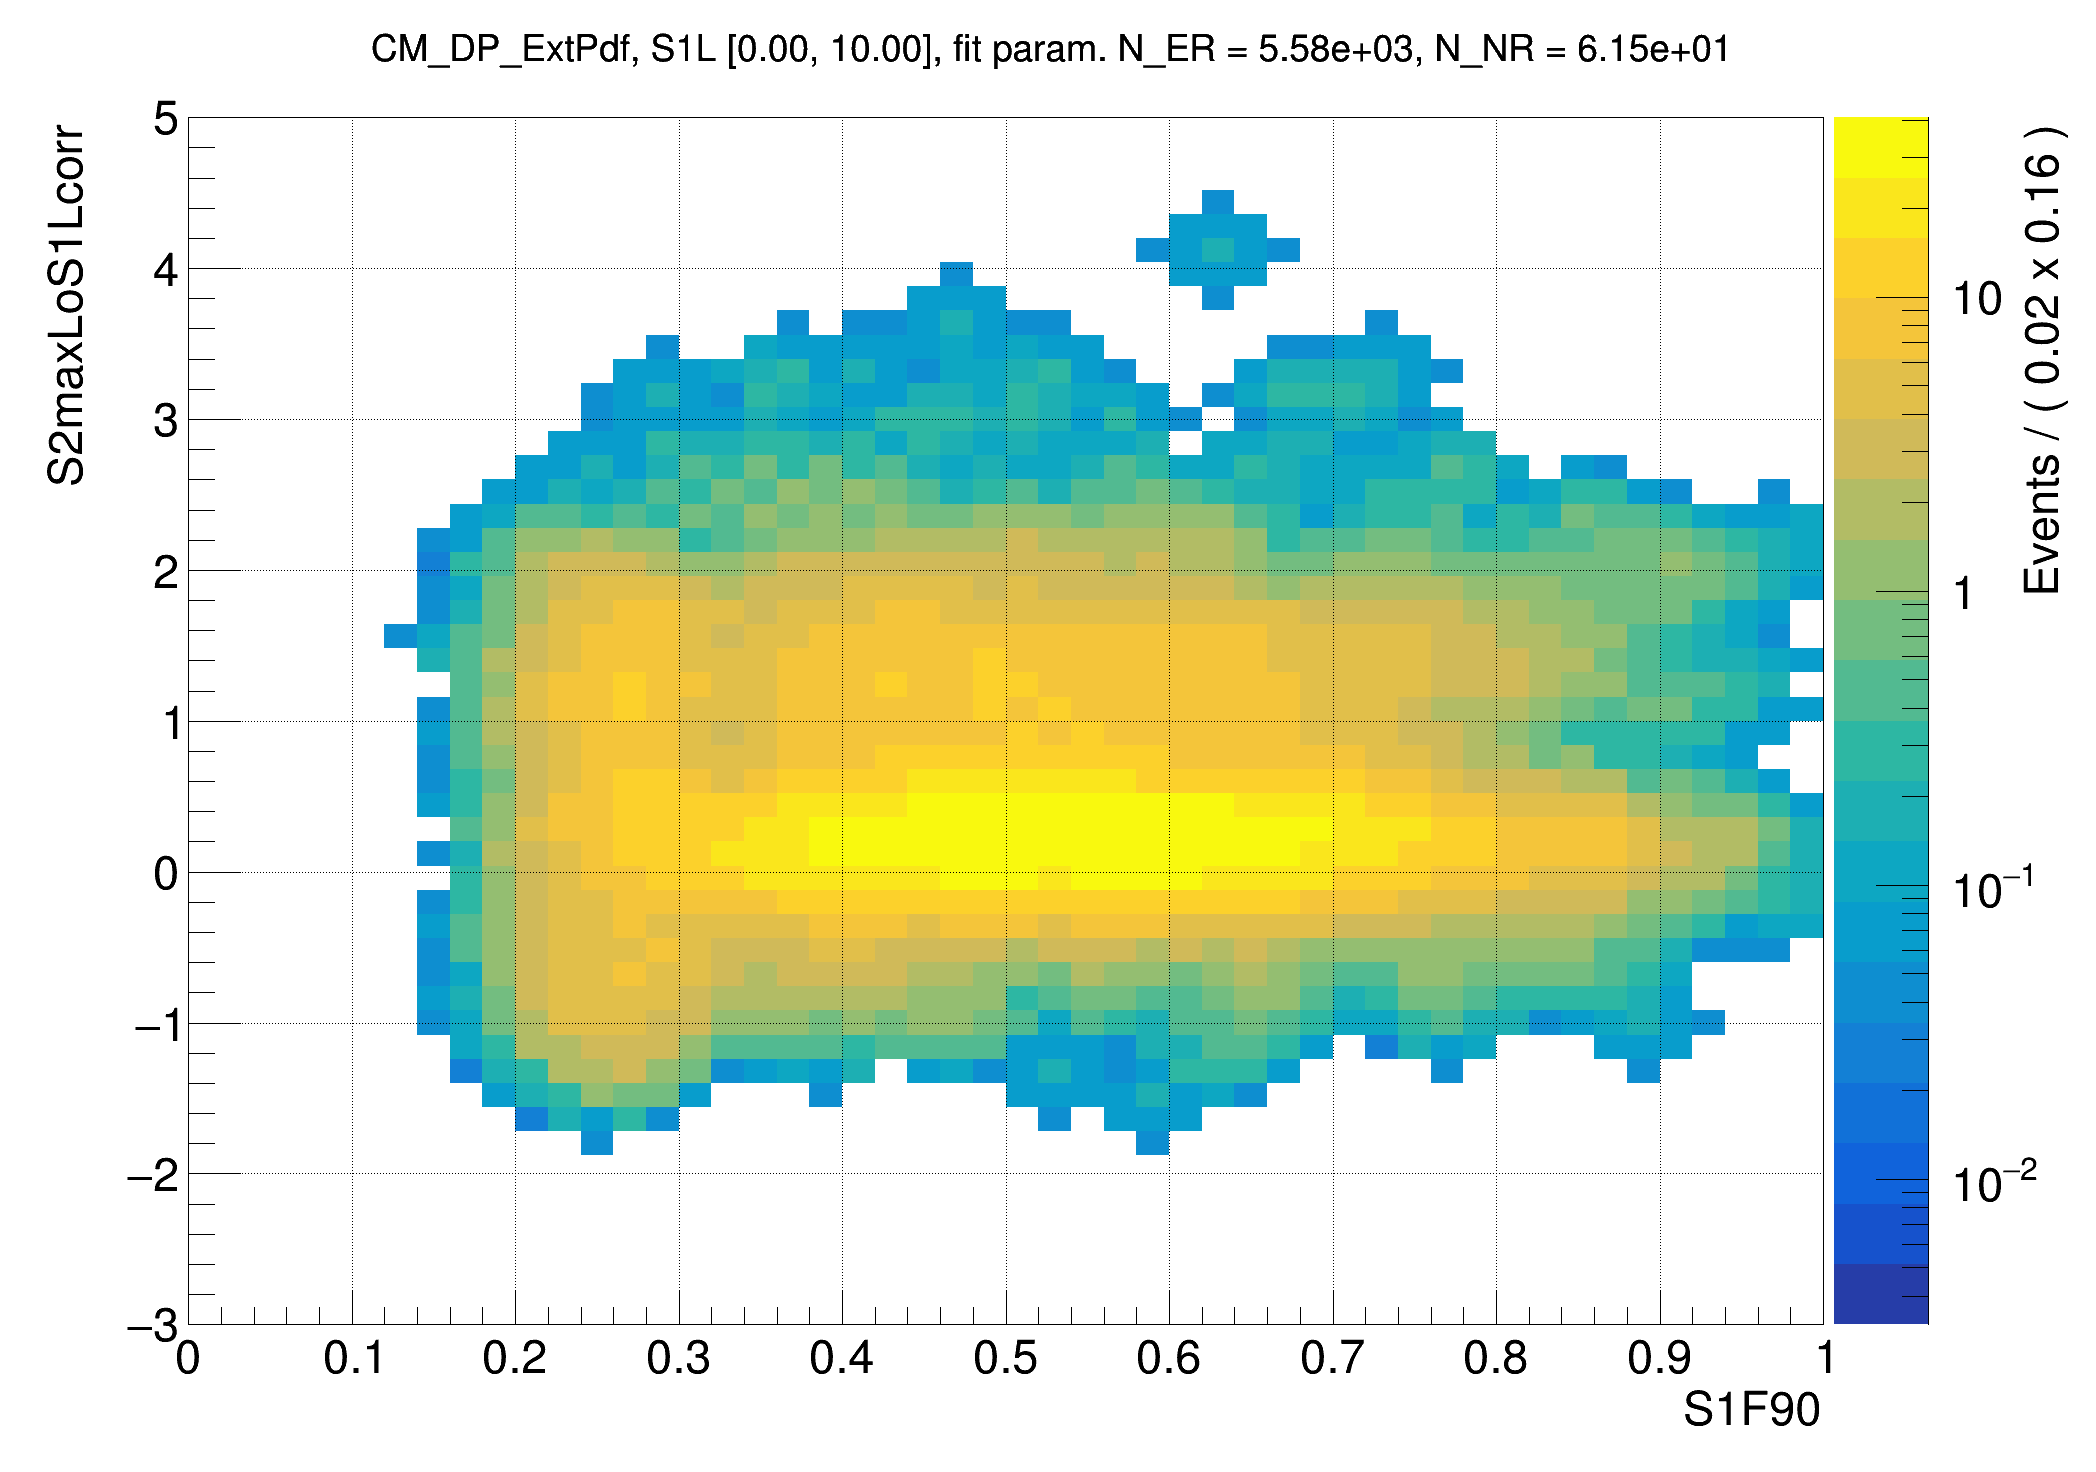 CM_DP_ExtPdf, S1L [0.00, 10.00], fit param. N_ER = 5.58e+03, N_NR = 6.15e+01
S2maxLoS1Lcorr
5
4
3
2
1
0
−1
−2
−3
0 0.1 0.2 0.3 0.4 0.5 0.6 0.7 0.8 0.9 1
S1F90
10
1
10⁻¹
10⁻²
Events / ( 0.02 x 0.16 )